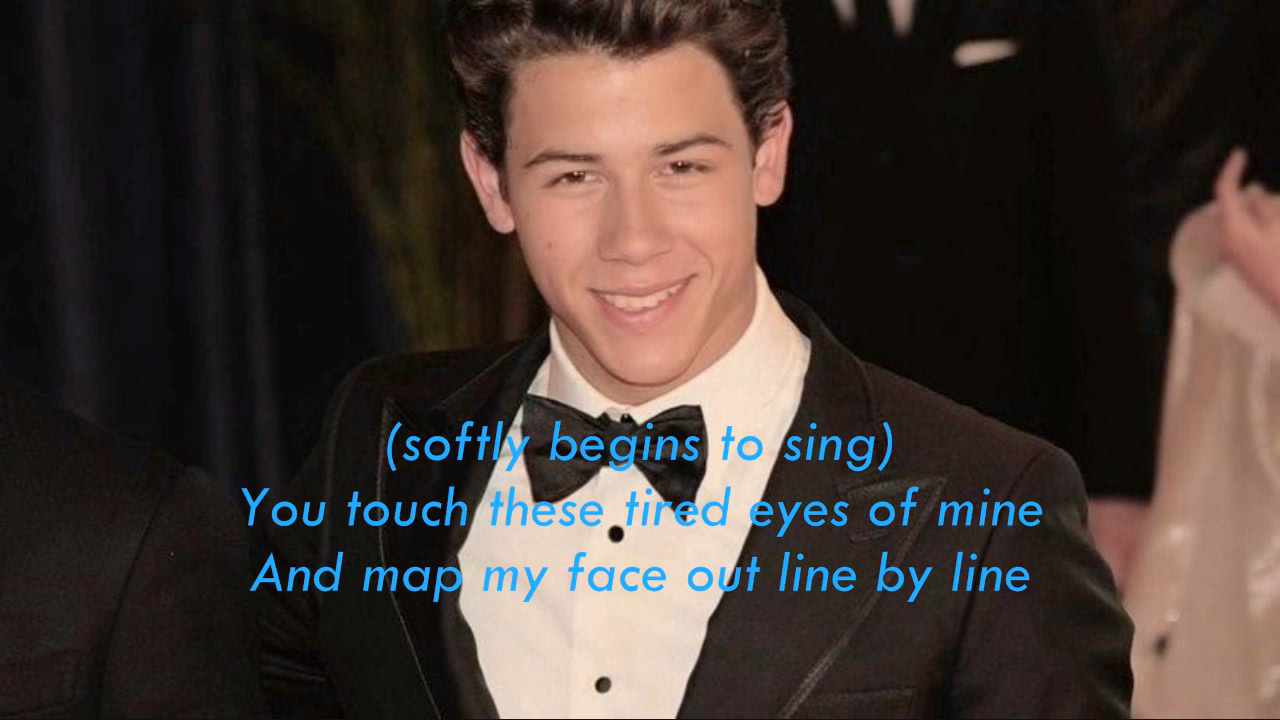 (softly begins to sing)
You touch these tired eyes of mine
And map my face out line by line